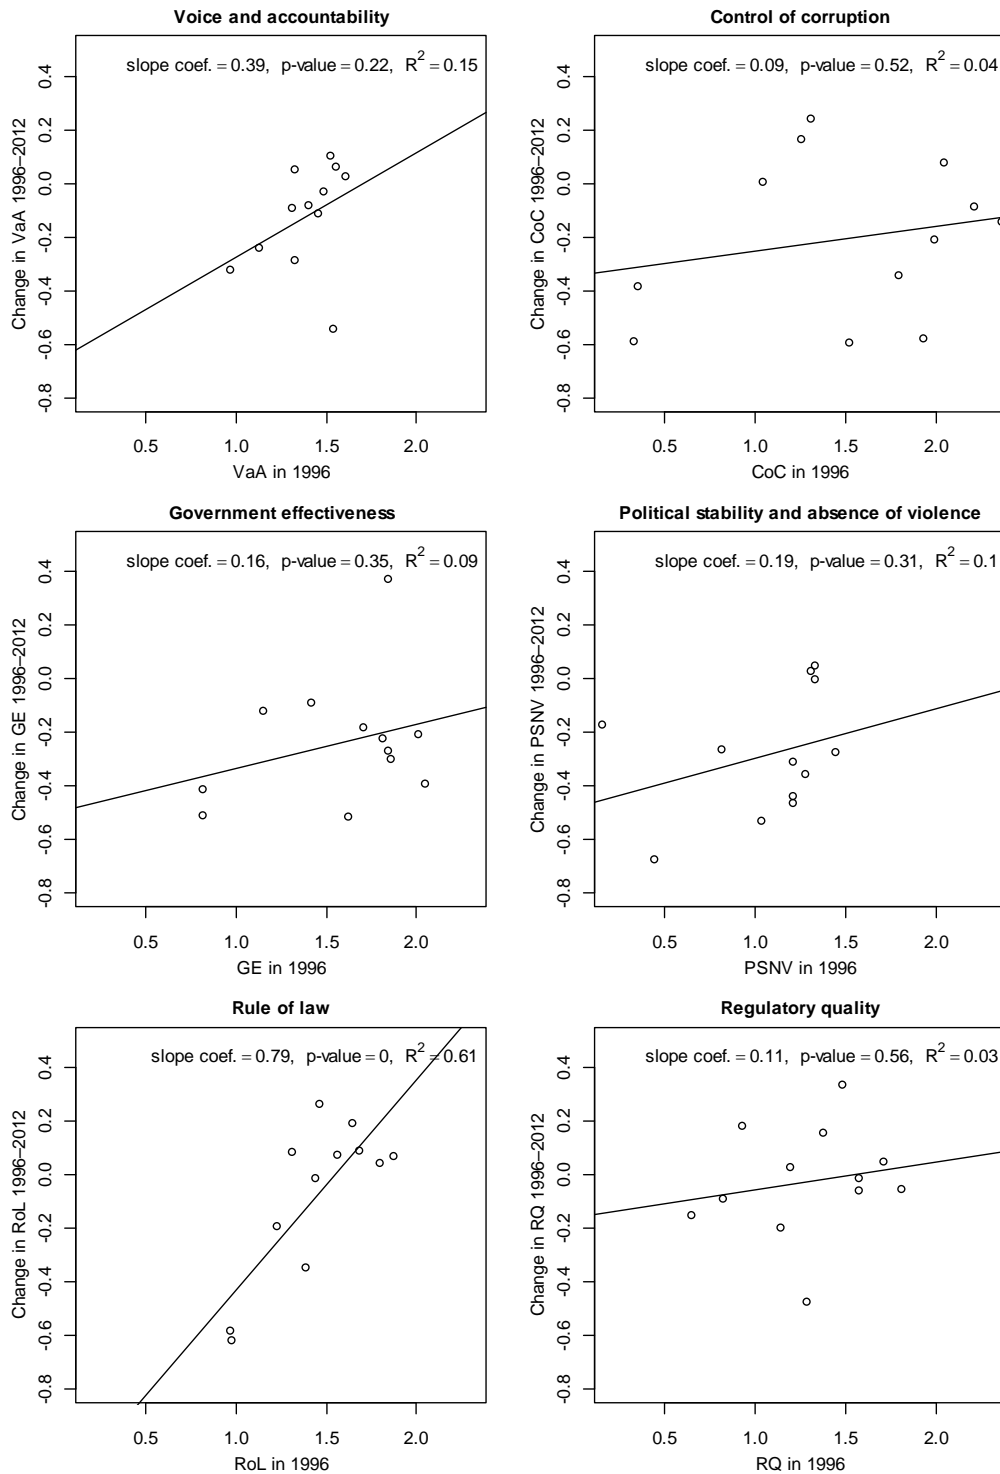 Voice and accountability
slope coef. = 0.39, p-value = 0.22, R² = 0.15
Change in VaA 1996–2012
0.4
0.2
0.0
-0.2
-0.4
-0.6
-0.8
0.5 1.0 1.5 2.0
VaA in 1996
Control of corruption
slope coef. = 0.09, p-value = 0.52, R² = 0.04
Change in CoC 1996–2012
0.4
0.2
0.0
-0.2
-0.4
-0.6
-0.8
0.5 1.0 1.5 2.0
CoC in 1996
Government effectiveness
slope coef. = 0.16, p-value = 0.35, R² = 0.09
Change in GE 1996–2012
0.4
0.2
0.0
-0.2
-0.4
-0.6
-0.8
0.5 1.0 1.5 2.0
GE in 1996
Political stability and absence of violence
slope coef. = 0.19, p-value = 0.31, R² = 0.1
Change in PSNV 1996–2012
0.4
0.2
0.0
-0.2
-0.4
-0.6
-0.8
0.5 1.0 1.5 2.0
PSNV in 1996
Rule of law
slope coef. = 0.79, p-value = 0, R² = 0.61
Change in RoL 1996–2012
0.4
0.2
0.0
-0.2
-0.4
-0.6
-0.8
0.5 1.0 1.5 2.0
RoL in 1996
Regulatory quality
slope coef. = 0.11, p-value = 0.56, R² = 0.03
Change in RQ 1996–2012
0.4
0.2
0.0
-0.2
-0.4
-0.6
-0.8
0.5 1.0 1.5 2.0
RQ in 1996